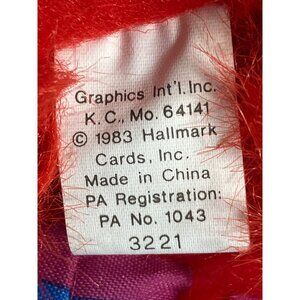 Graphics Int'l. Inc.
K. C., Mo. 64141
© 1983 Hallmark
Cards, Inc.
Made in China
PA Registration:
PA No. 1043
3221